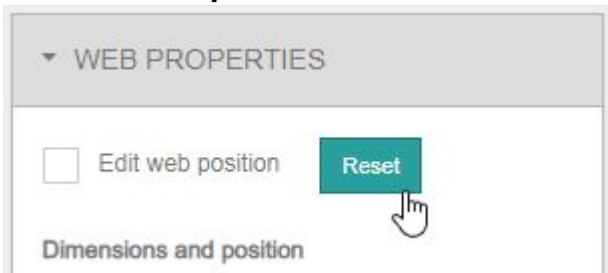 WEB PROPERTIES
Edit web position Reset
Dimensions and position